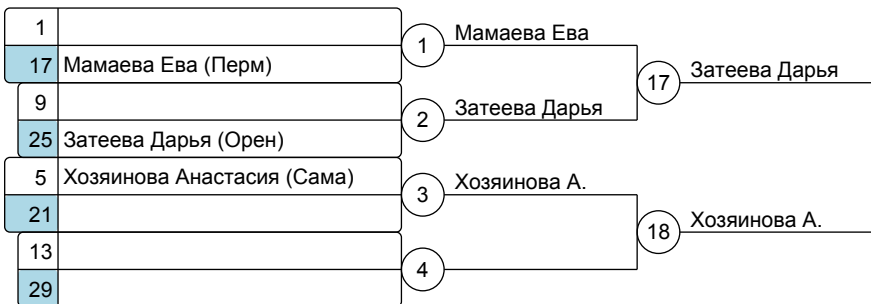 1
17 Мамаева Ева (Перм)
1
Мамаева Ева
9
25 Затеева Дарья (Орен)
2
Затеева Дарья
17
Затеева Дарья
5 Хозяинова Анастасия (Сама)
21
3
Хозяинова А.
13
29
4
18
Хозяинова А.